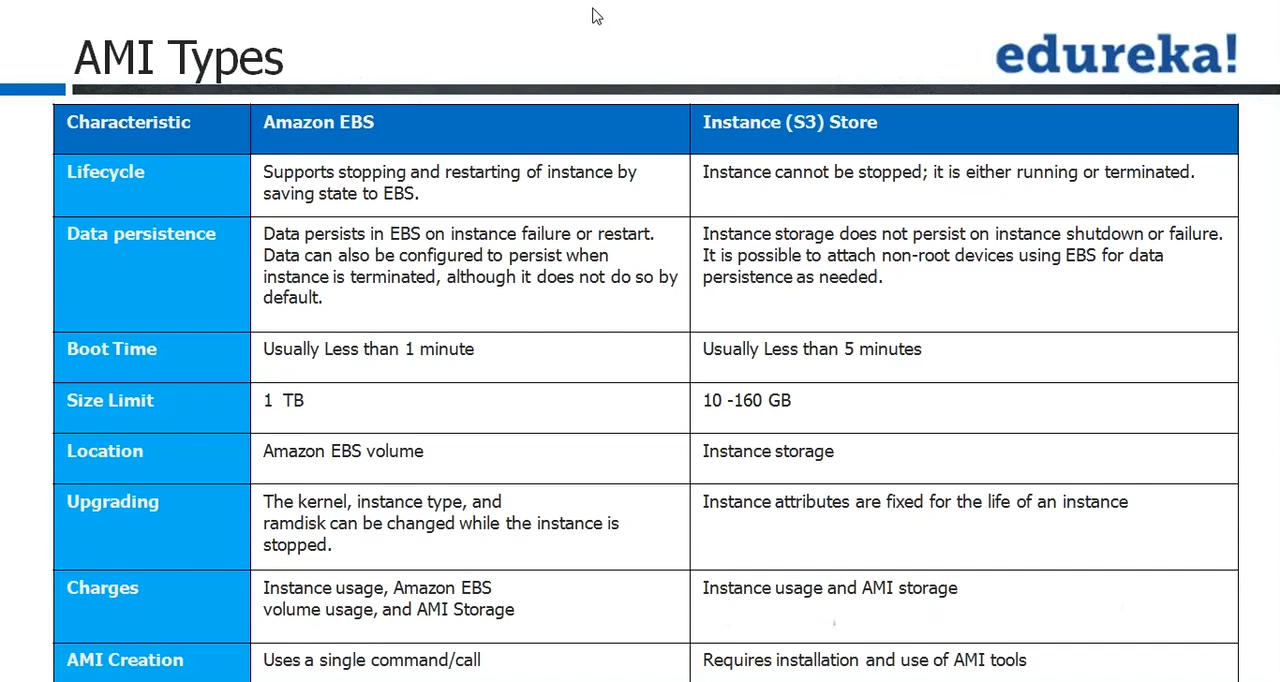 AMI Types
edureka!
Characteristic
Amazon EBS
Instance (S3) Store
Lifecycle
Supports stopping and restarting of instance by
saving state to EBS.
Instance cannot be stopped; it is either running or terminated.
Data persistence
Data persists in EBS on instance failure or restart.
Data can also be configured to persist when
instance is terminated, although it does not do so by
default.
Instance storage does not persist on instance shutdown or failure.
It is possible to attach non-root devices using EBS for data
persistence as needed.
Boot Time
Usually Less than 1 minute
Usually Less than 5 minutes
Size Limit
1 TB
10 -160 GB
Location
Amazon EBS volume
Instance storage
Upgrading
The kernel, instance type, and
ramdisk can be changed while the instance is
stopped.
Instance attributes are fixed for the life of an instance
Charges
Instance usage, Amazon EBS
volume usage, and AMI Storage
Instance usage and AMI storage
AMI Creation
Uses a single command/call
Requires installation and use of AMI tools